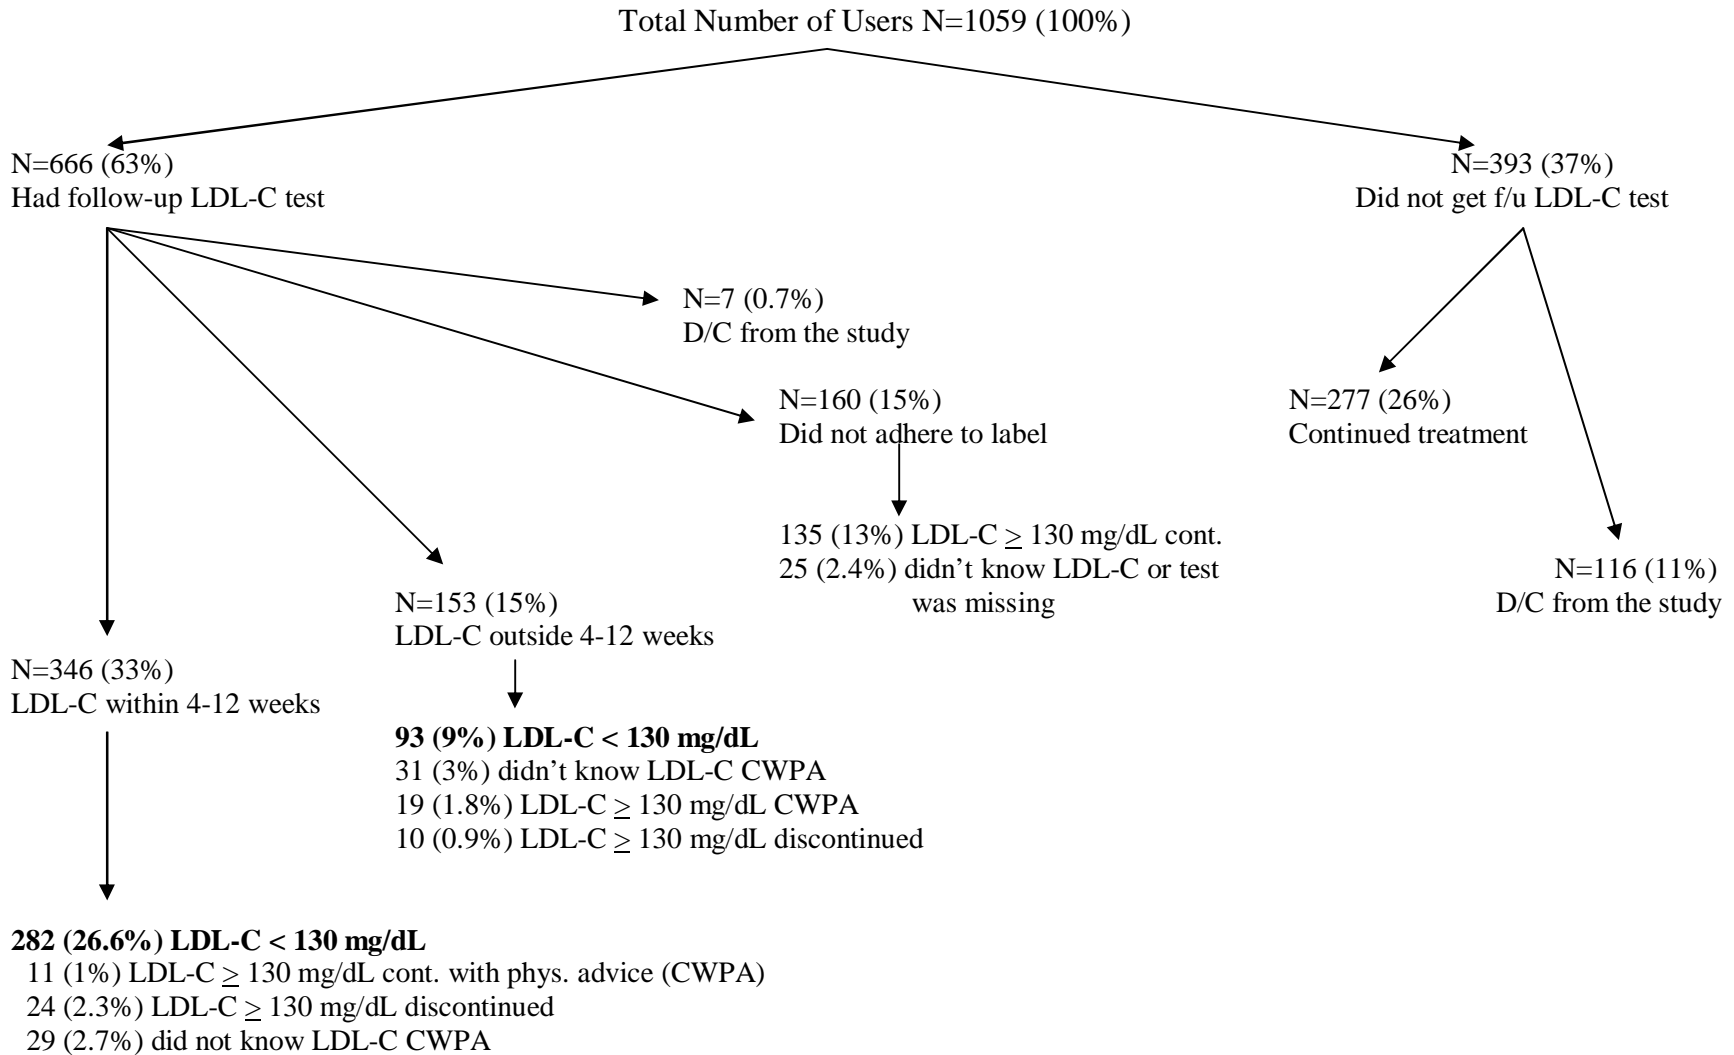 Total Number of Users N=1059 (100%)
N=666 (63%)
Had follow-up LDL-C test
N=393 (37%)
Did not get f/u LDL-C test
N=7 (0.7%)
D/C from the study
N=160 (15%)
Did not adhere to label
N=277 (26%)
Continued treatment
135 (13%) LDL-C ≥ 130 mg/dL cont.
25 (2.4%) didn't know LDL-C or test
was missing
N=116 (11%)
D/C from the study
N=153 (15%)
LDL-C outside 4-12 weeks
N=346 (33%)
LDL-C within 4-12 weeks
93 (9%) LDL-C < 130 mg/dL
31 (3%) didn't know LDL-C CWPA
19 (1.8%) LDL-C ≥ 130 mg/dL CWPA
10 (0.9%) LDL-C ≥ 130 mg/dL discontinued
282 (26.6%) LDL-C < 130 mg/dL
11 (1%) LDL-C ≥ 130 mg/dL cont. with phys. advice (CWPA)
24 (2.3%) LDL-C ≥ 130 mg/dL discontinued
29 (2.7%) did not know LDL-C CWPA